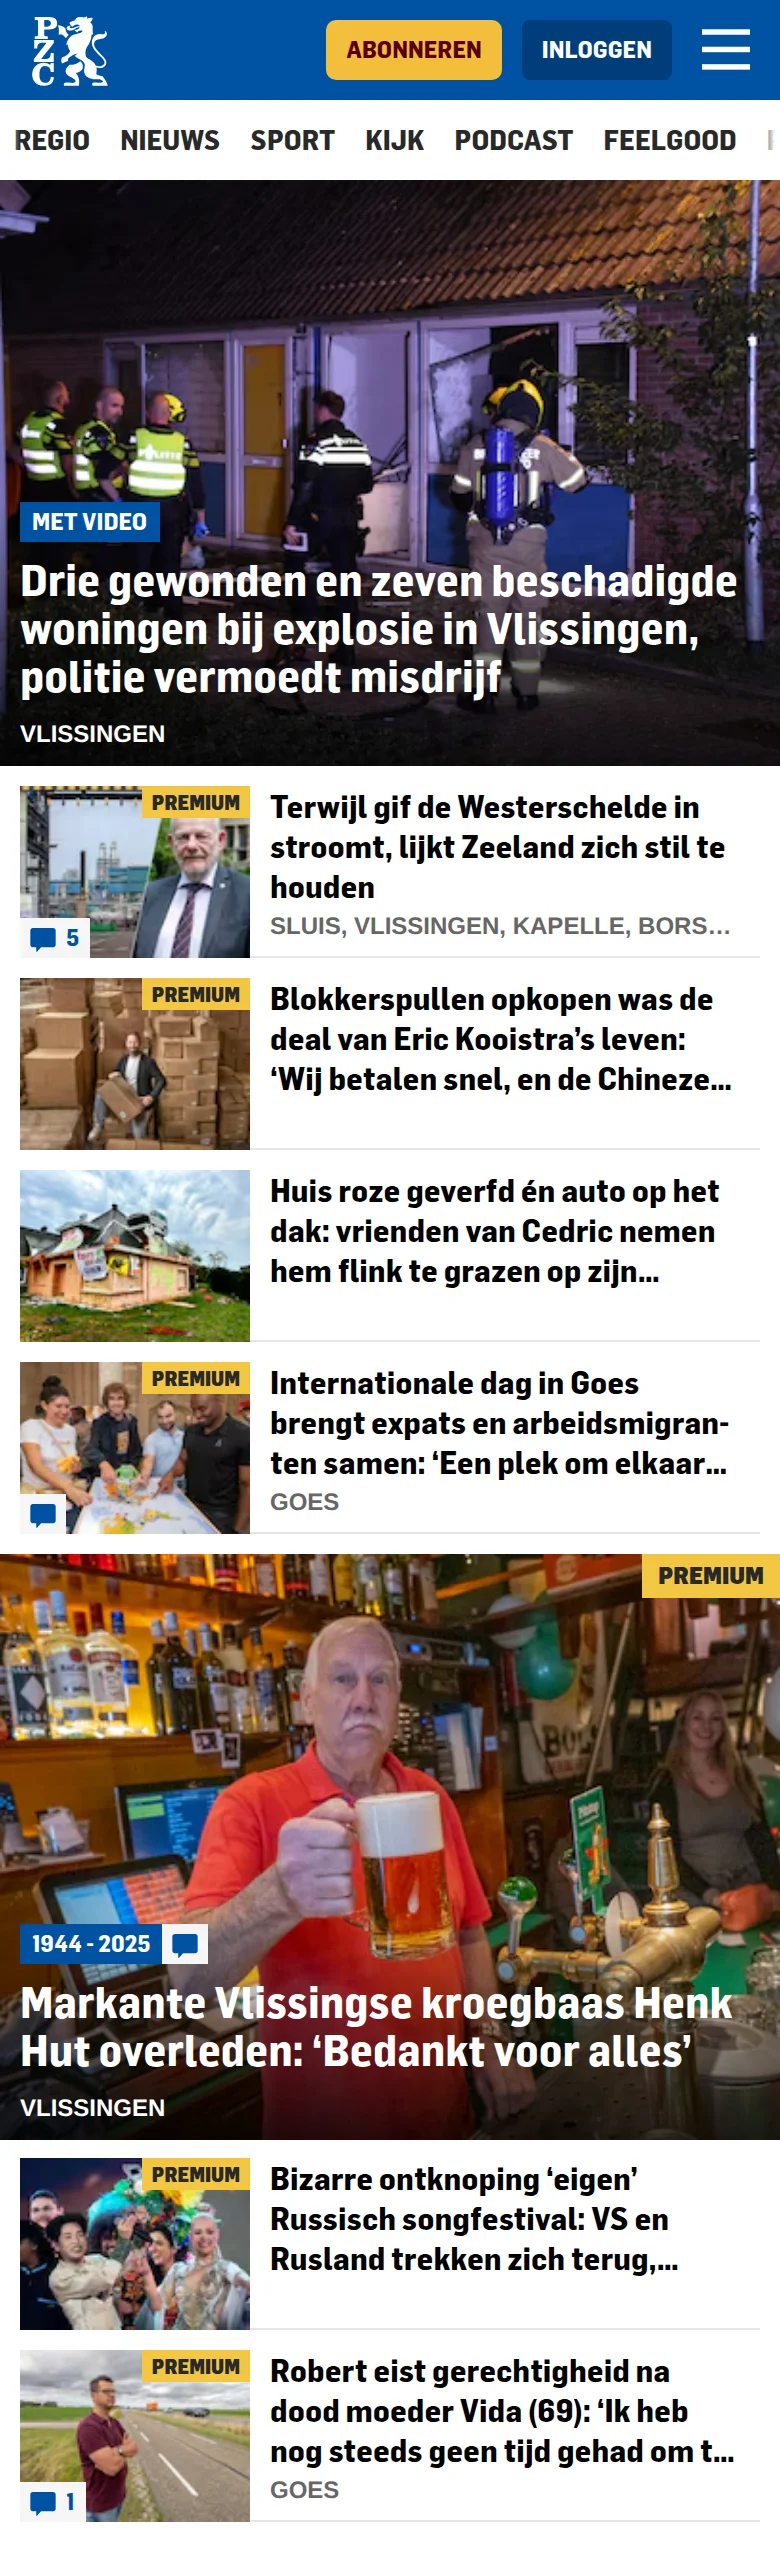 PZC
ABONNEREN
INLOGGEN
REGIO NIEUWS SPORT KIJK PODCAST FEELGOOD
POLITIE
MET VIDEO
Drie gewonden en zeven beschadigde
woningen bij explosie in Vlissingen,
politie vermoedt misdrijf
VLISSINGEN
PREMIUM
5
Terwijl gif de Westerschelde in
stroomt, lijkt Zeeland zich stil te
houden
SLUIS, VLISSINGEN, KAPELLE, BORS…
PREMIUM
Blokkerspullen opkopen was de
deal van Eric Kooistra’s leven:
‘Wij betalen snel, en de Chineze…
Huis roze geverfd én auto op het
dak: vrienden van Cedric nemen
hem flink te grazen op zijn…
PREMIUM
Internationale dag in Goes
brengt expats en arbeidsmigran-
ten samen: ‘Een plek om elkaar…
GOES
PREMIUM
1944 - 2025
Markante Vlissingse kroegbaas Henk
Hut overleden: ‘Bedankt voor alles’
VLISSINGEN
PREMIUM
Bizarre ontknoping ‘eigen’
Russisch songfestival: VS en
Rusland trekken zich terug,…
PREMIUM
1
Robert eist gerechtigheid na
dood moeder Vida (69): ‘Ik heb
nog steeds geen tijd gehad om t…
GOES